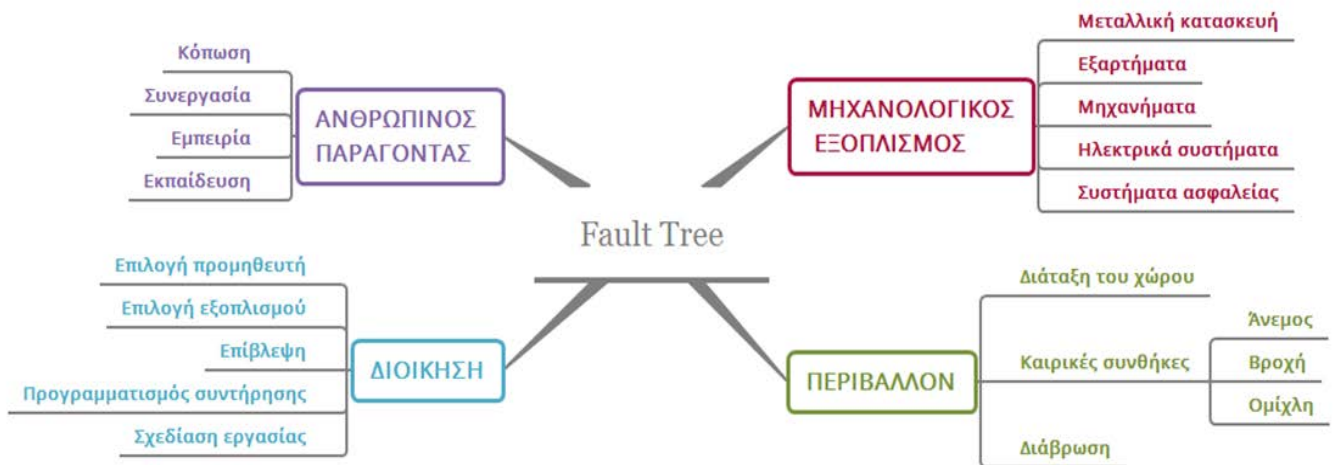 Κόπωση
Συνεργασία
Εμπειρία
Εκπαίδευση
ΑΝΘΡΩΠΙΝΟΣ
ΠΑΡΑΓΟΝΤΑΣ
ΜΗΧΑΝΟΛΟΓΙΚΟΣ
ΕΞΟΠΛΙΣΜΟΣ
Μεταλλική κατασκευή
Εξαρτήματα
Μηχανήματα
Ηλεκτρικά συστήματα
Συστήματα ασφαλείας
Fault Tree
Επιλογή προμηθευτή
Επιλογή εξοπλισμού
Επίβλεψη
Προγραμματισμός συντήρησης
Σχεδίαση εργασίας
ΔΙΟΙΚΗΣΗ
ΠΕΡΙΒΑΛΛΟΝ
Διάταξη του χώρου
Καιρικές συνθήκες
Άνεμος
Βροχή
Ομίχλη
Διάβρωση